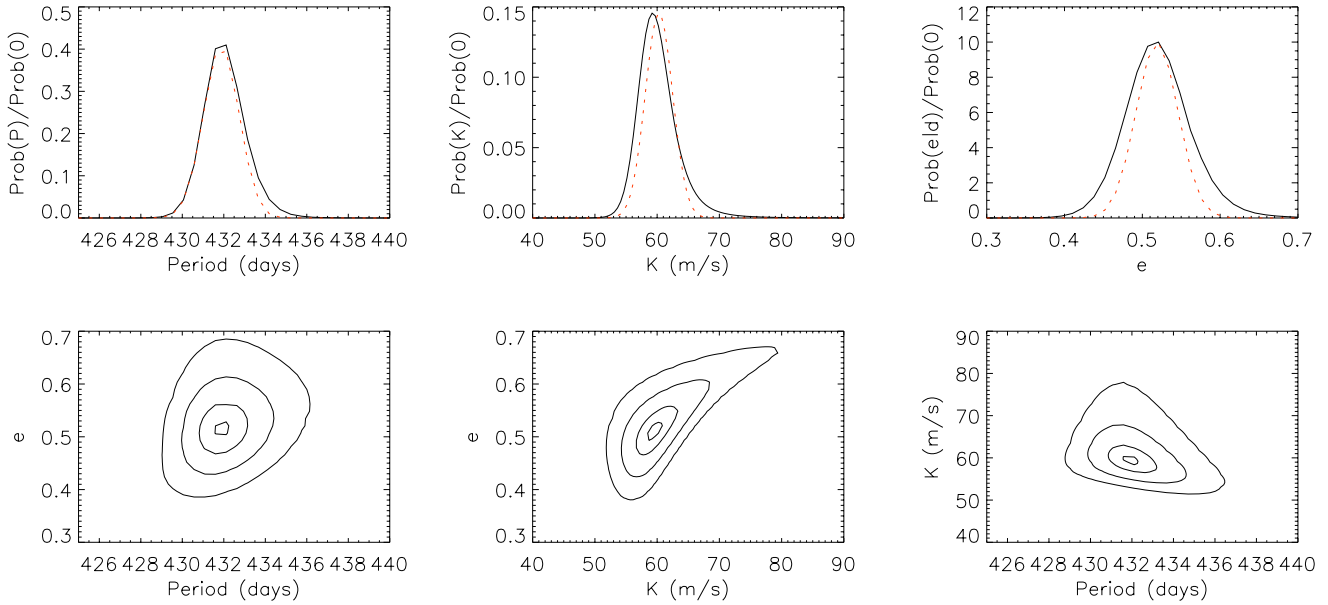 Prob(P)/Prob(0)
0.5
0.4
0.3
0.2
0.1
0.0
426 428 430 432 434 436 438 440
Period (days)
Prob(K)/Prob(0)
0.15
0.10
0.05
0.00
40 50 60 70 80 90
K (m/s)
Prob(e|d)/Prob(0)
12
10
8
6
4
2
0
0.3 0.4 0.5 0.6 0.7
e
e
0.7
0.6
0.5
0.4
0.3
426 428 430 432 434 436 438 440
Period (days)
e
0.7
0.6
0.5
0.4
0.3
40 50 60 70 80 90
K (m/s)
K (m/s)
90
80
70
60
50
40
426 428 430 432 434 436 438 440
Period (days)